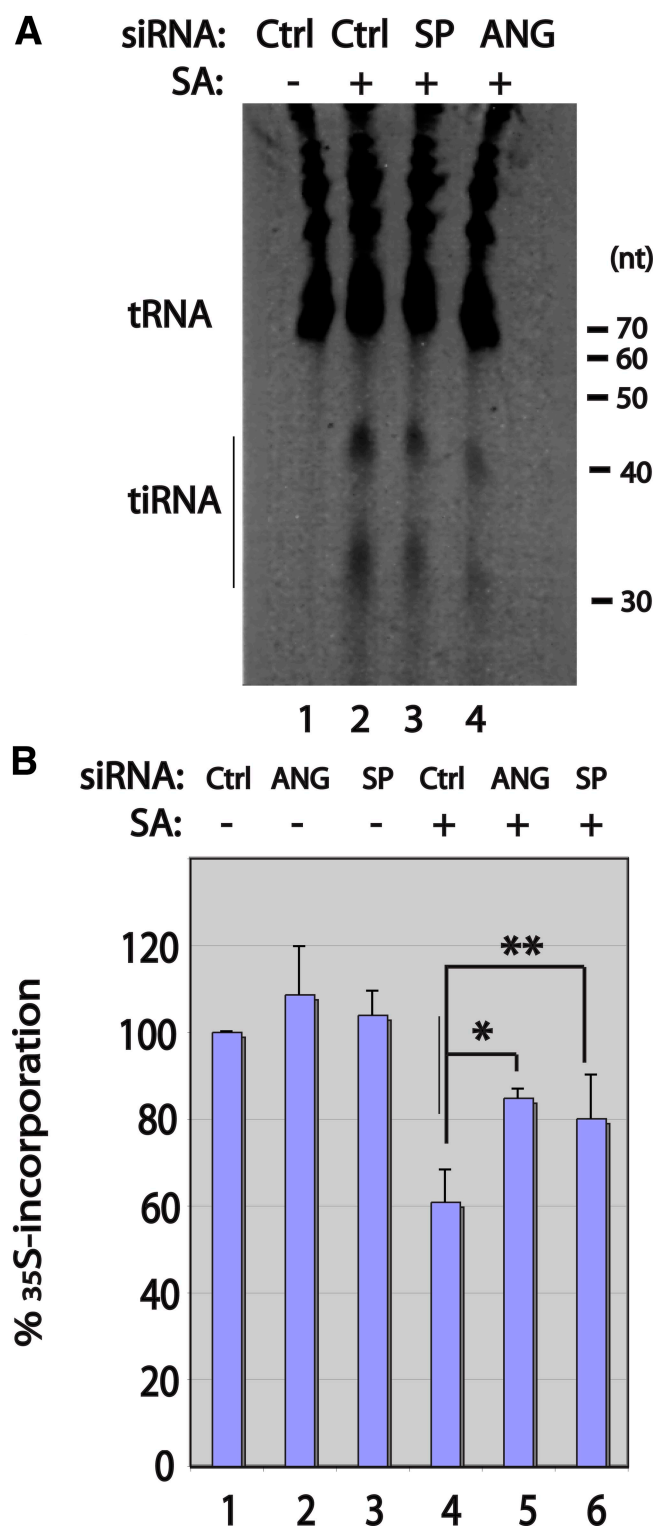 A
siRNA: Ctrl Ctrl SP ANG
SA: - + + +
(nt)
tRNA
70
60
50
40
tiRNA
30
1 2 3 4
B
siRNA: Ctrl ANG SP Ctrl ANG SP
SA: - - - + + +
120
**
100
*
80
60
40
20
0
% 35S-incorporation
1 2 3 4 5 6